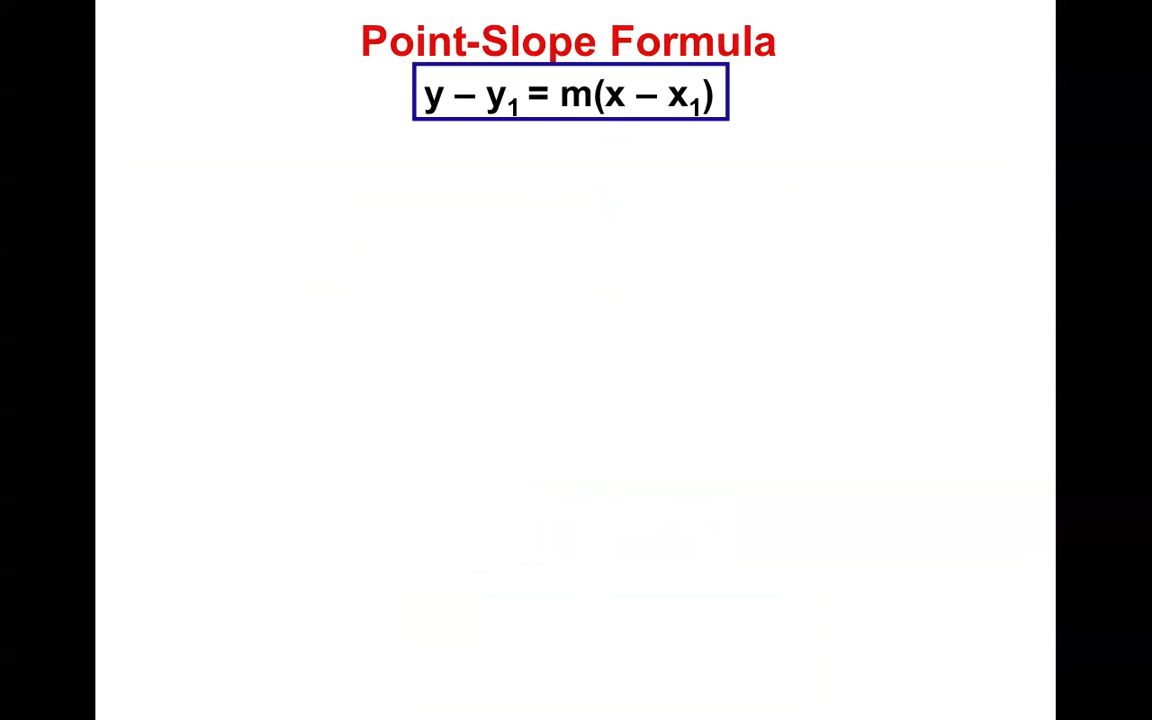 Point-Slope Formula
y – y₁ = m(x – x₁)